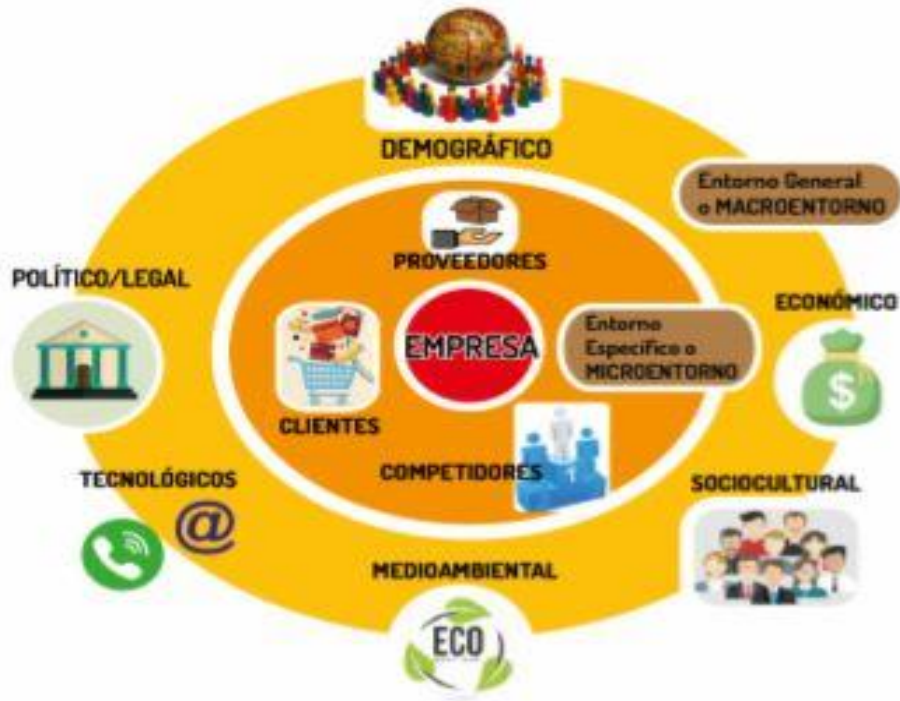 DEMOGRÁFICO
Entorno General
o MACROENTORNO
PROVEEDORES
POLÍTICO/LEGAL
ECONÓMICO
EMPRESA
Entorno
Específico o
MICROENTORNO
$
CLIENTES
COMPETIDORES
TECNOLÓGICOS
@
SOCIOCULTURAL
MEDIOAMBIENTAL
ECO